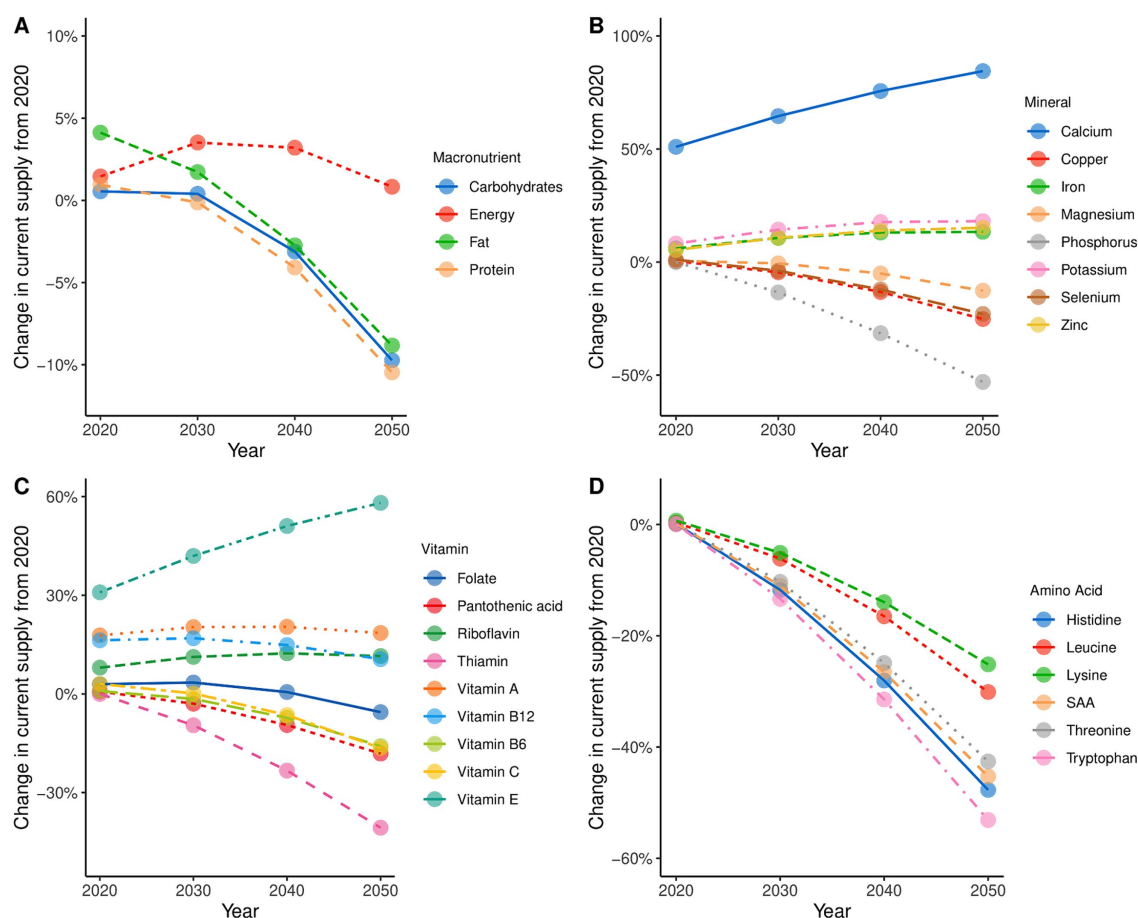 A
Change in current supply from 2020
10%
5%
0%
−5%
−10%
2020
2030
2040
2050
Year
Macronutrient
Carbohydrates
Energy
Fat
Protein
B
Change in current supply from 2020
100%
50%
0%
−50%
2020
2030
2040
2050
Year
Mineral
Calcium
Copper
Iron
Magnesium
Phosphorus
Potassium
Selenium
Zinc
C
Change in current supply from 2020
60%
30%
0%
−30%
2020
2030
2040
2050
Year
Vitamin
Folate
Pantothenic acid
Riboflavin
Thiamin
Vitamin A
Vitamin B12
Vitamin B6
Vitamin C
Vitamin E
D
Change in current supply from 2020
0%
−20%
−40%
−60%
2020
2030
2040
2050
Year
Amino Acid
Histidine
Leucine
Lysine
SAA
Threonine
Tryptophan